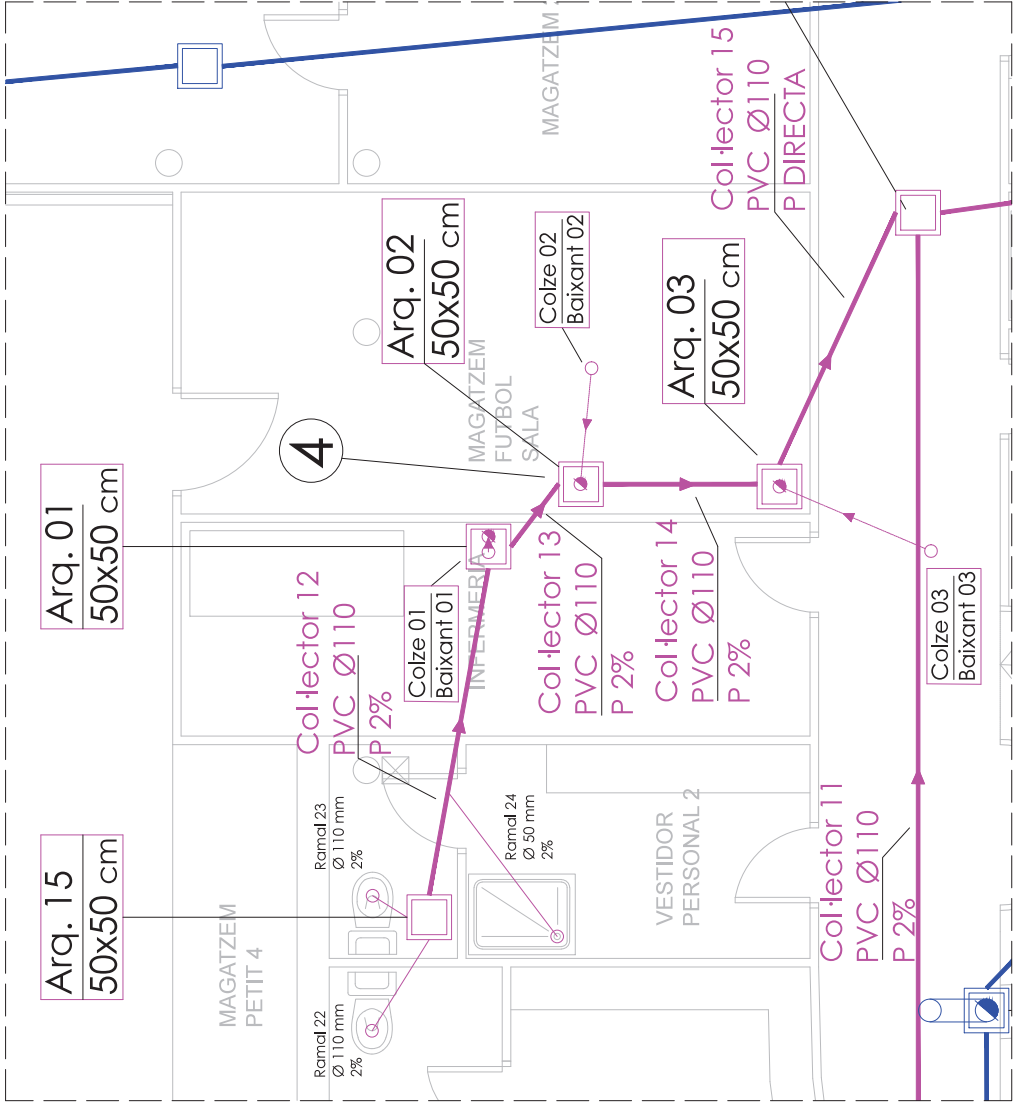 Arq. 15
50x50 cm
Arq. 01
50x50 cm
MAGATZEM
PETIT 4
Ramal 22
Ø 110 mm
2%
Ramal 23
Ø 110 mm
2%
Col·lector 12
PVC Ø110
P 2%
Colze 01
Baixant 01
INFERMERIA
4
Arq. 02
50x50 cm
MAGATZEM
FUTBOL
SALA
Colze 02
Baixant 02
MAGATZEM
Ramal 24
Ø 50 mm
2%
Col·lector 13
PVC Ø110
P 2%
Col·lector 14
PVC Ø110
P 2%
Arq. 03
50x50 cm
Col·lector 15
PVC Ø110
P DIRECTA
VESTIDOR
PERSONAL 2
Col·lector 11
PVC Ø110
P 2%
Colze 03
Baixant 03